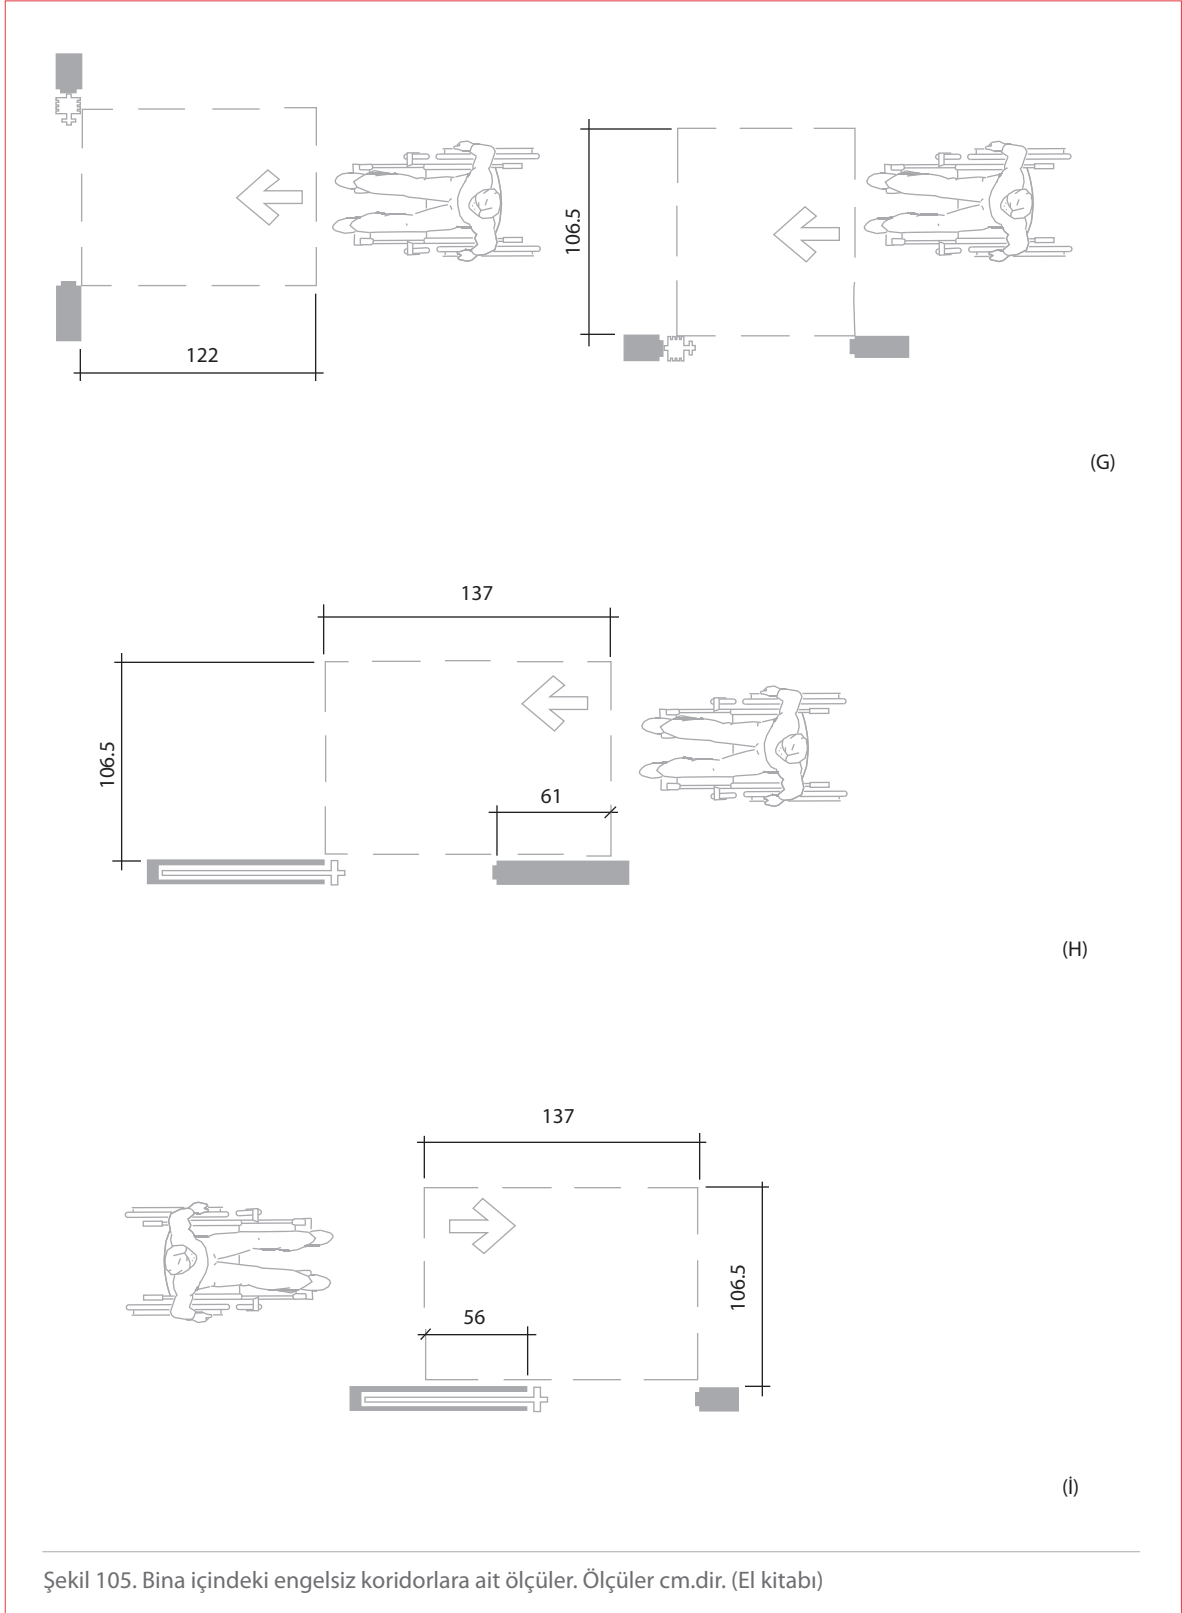 122
106.5
(G)
137
106.5
61
(H)
137
56
106.5
(İ)
Şekil 105. Bina içindeki engelsiz koridorlara ait ölçüler. Ölçüler cm.dir. (El kitabı)